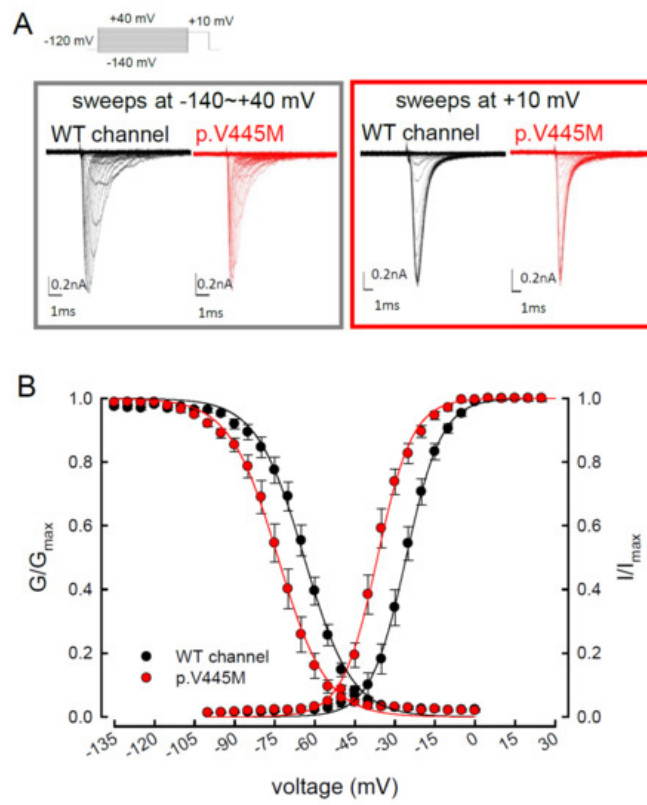 A
+40 mV +10 mV
-120 mV
-140 mV
sweeps at -140~+40 mV
WT channel p.V445M
0.2nA 0.2nA
1ms 1ms
sweeps at +10 mV
WT channel p.V445M
0.2nA 0.2nA
1ms 1ms
B
1.0 1.0
0.8 0.8
0.6 0.6
0.4 0.4
0.2 0.2
0.0 0.0
G/Gmax
I/Imax
WT channel
p.V445M
-135 -120 -105 -90 -75 -60 -45 -30 -15 0 15 30
voltage (mV)